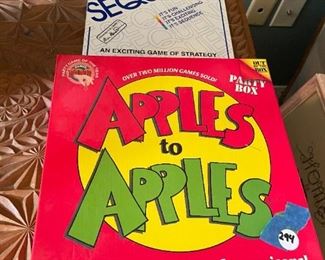 SEQU
IT'S FUN
IT'S CHALLENGING
IT'S EXCITING
IT'S SEQUENCE
AN EXCITING GAME OF STRATEGY
OVER TWO MILLION GAMES SOLD!
PARTY
BOX
APPLES
to
APPLES
294